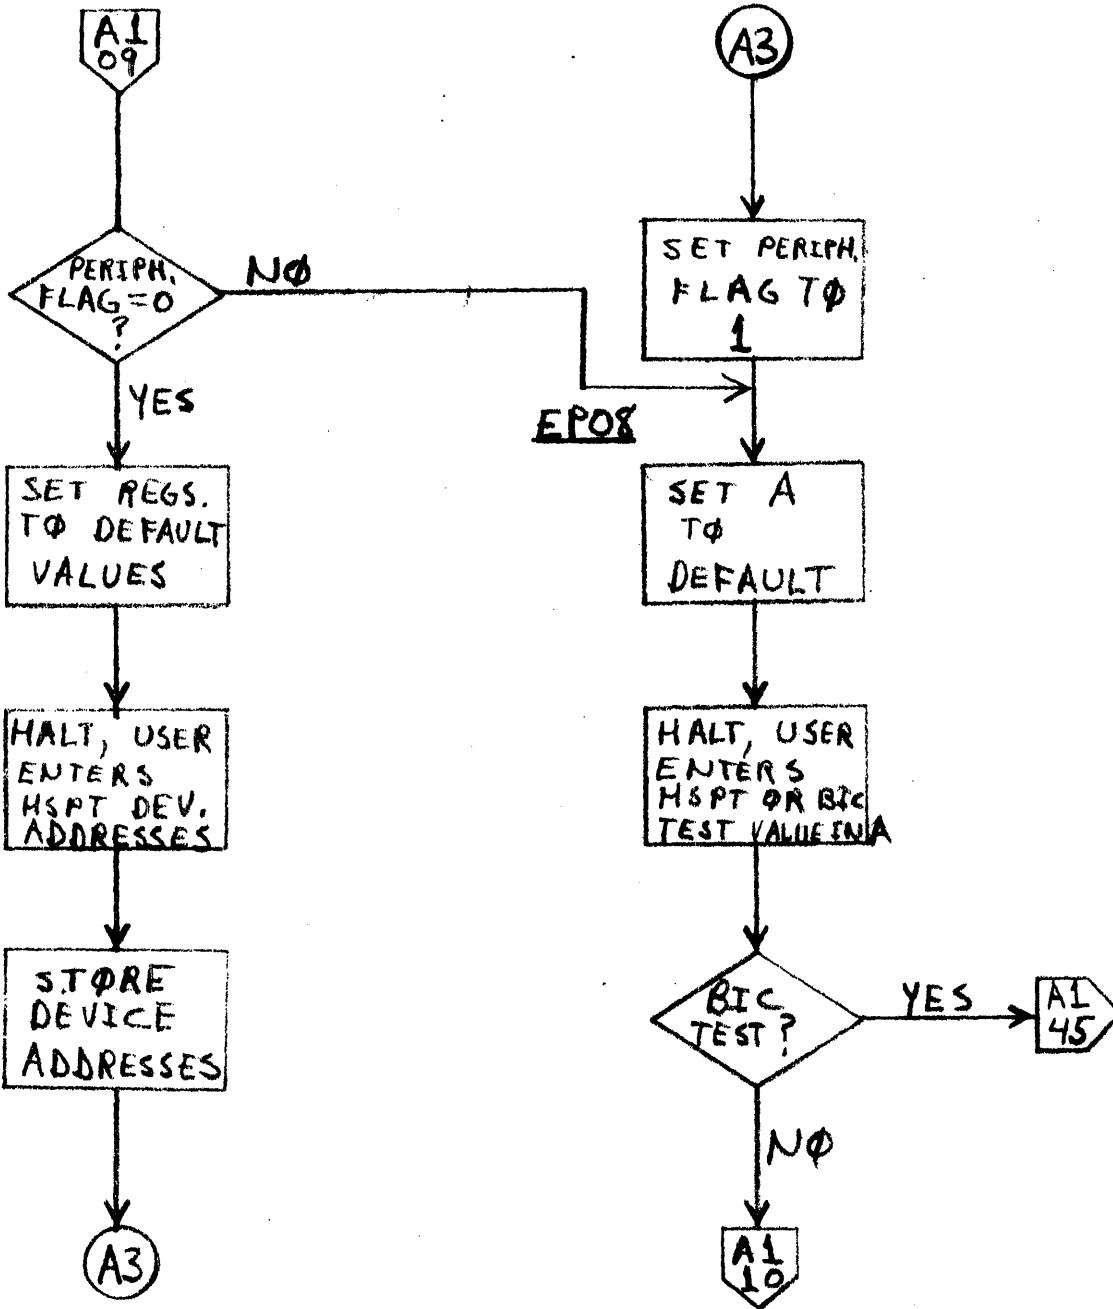 A1
09
PERIPH.
FLAG=0
?
NØ
YES
SET REGS.
TØ DEFAULT
VALUES
HALT, USER
ENTERS
HSPT DEV.
ADDRESSES
STØRE
DEVICE
ADDRESSES
A3
A3
SET PERIPH.
FLAG TØ
1
EP08
SET A
TØ
DEFAULT
HALT, USER
ENTERS
HSPT ØR BIC
TEST VALUE IN A
BIC
TEST?
YES
A1
45
NØ
A1
10